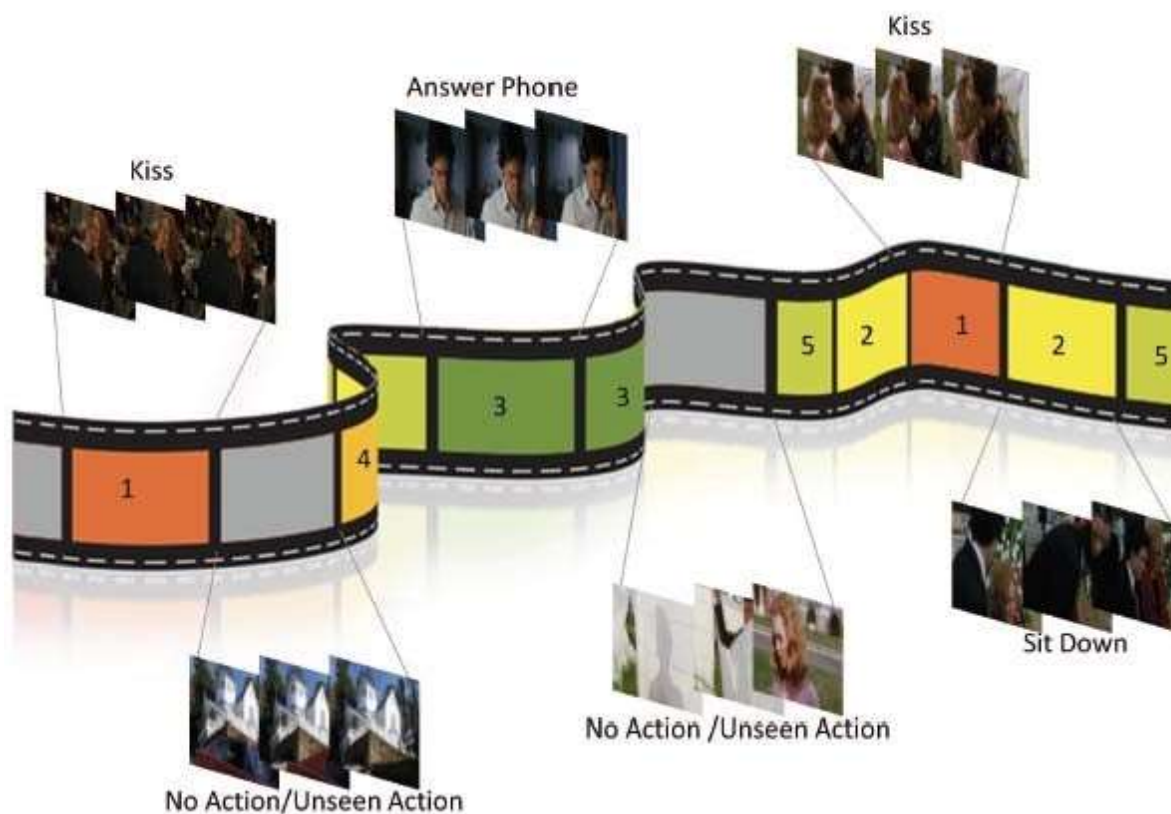 Kiss
Answer Phone
Kiss
5 2 1 2 5
3 3
4
1
No Action /Unseen Action
Sit Down
No Action/Unseen Action